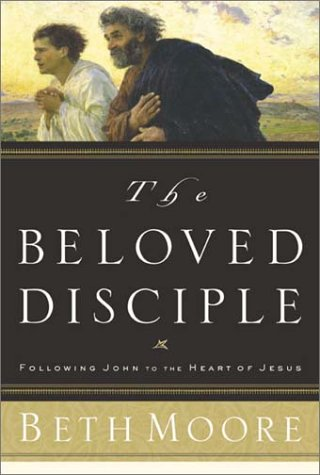 The
BELOVED
DISCIPLE
FOLLOWING JOHN TO THE HEART OF JESUS
BETH MOORE